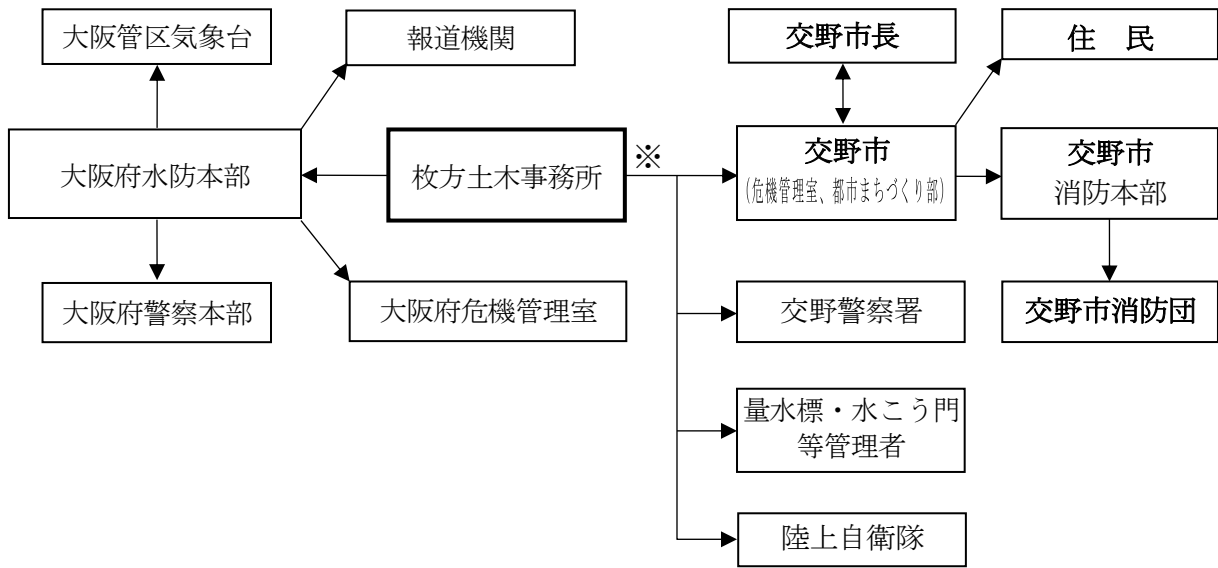 大阪管区気象台
報道機関
交野市長
住　民
大阪府水防本部
枚方土木事務所
※
交野市
(危機管理室、都市まちづくり部)
交野市
消防本部
大阪府警察本部
大阪府危機管理室
交野警察署
交野市消防団
量水標・水こう門
等管理者
陸上自衛隊